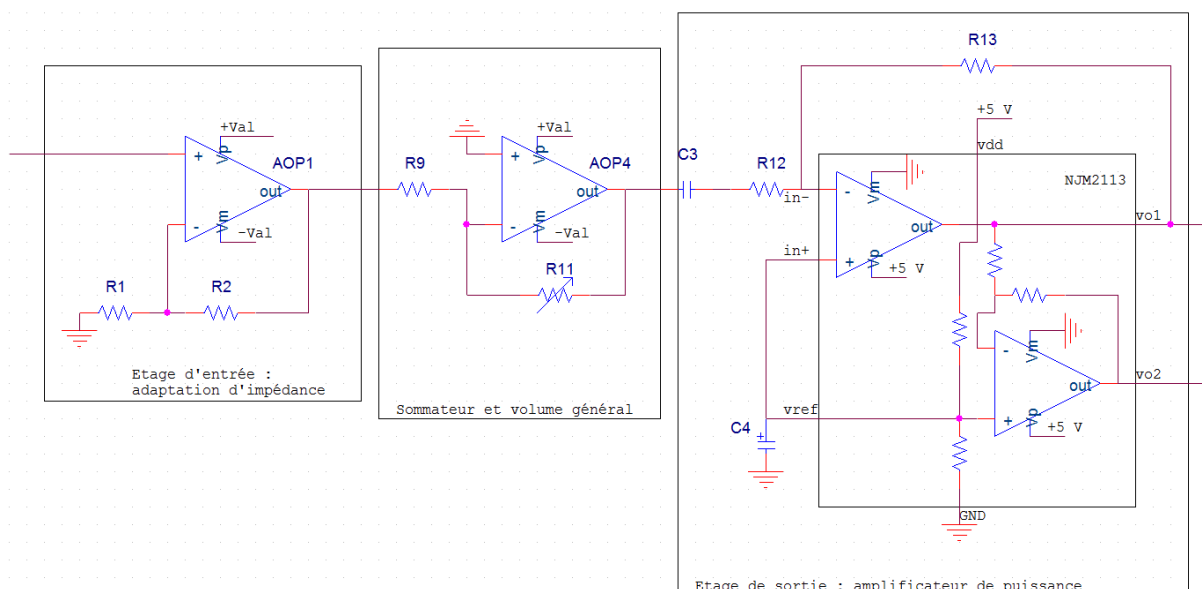 R13
+5 V
+Val
Vp
+
AOP1
out
-
Vm
-Val
R1
R2
Etage d'entrée :
adaptation d'impédance
R9
+Val
Vp
+
AOP4
out
-
Vm
-Val
R11
Sommateur et volume général
C3
R12
in-
in+
vdd
NJM2113
-
Vm
out
+
Vp
+5 V
vo1
-
Vm
out
+
Vp
+5 V
vo2
vref
C4
+
GND
Etage de sortie : amplificateur de puissance